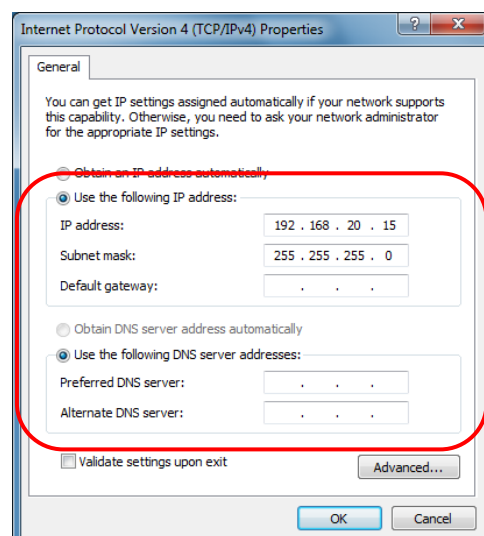 Internet Protocol Version 4 (TCP/IPv4) Properties
General
You can get IP settings assigned automatically if your network supports
this capability. Otherwise, you need to ask your network administrator
for the appropriate IP settings.
Obtain an IP address automatically
Use the following IP address:
IP address: 192 . 168 . 20 . 15
Subnet mask: 255 . 255 . 255 . 0
Default gateway: . . .
Obtain DNS server address automatically
Use the following DNS server addresses:
Preferred DNS server: . . .
Alternate DNS server: . . .
Validate settings upon exit
Advanced...
OK Cancel